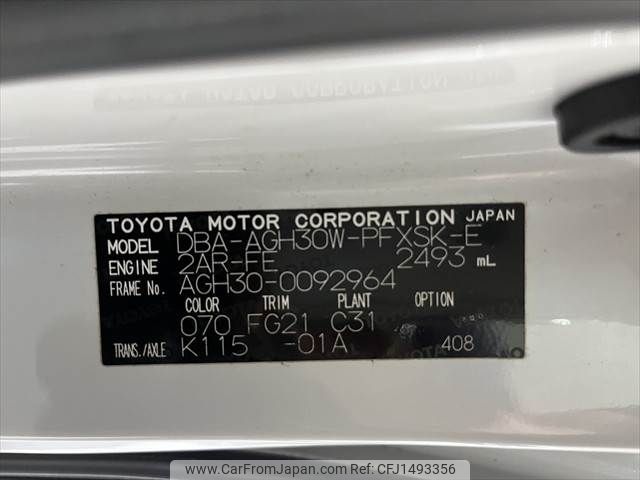 TOYOTA MOTOR CORPORATION JAPAN
MODEL DBA-AGH30W-PFXSK-E
ENGINE 2AR-FE 2493 mL
FRAME No. AGH30-0092964
COLOR TRIM PLANT OPTION
070 FG21 C31
TRANS./AXLE K115 -01A 408
www.CarFromJapan.com - CFJ1493356